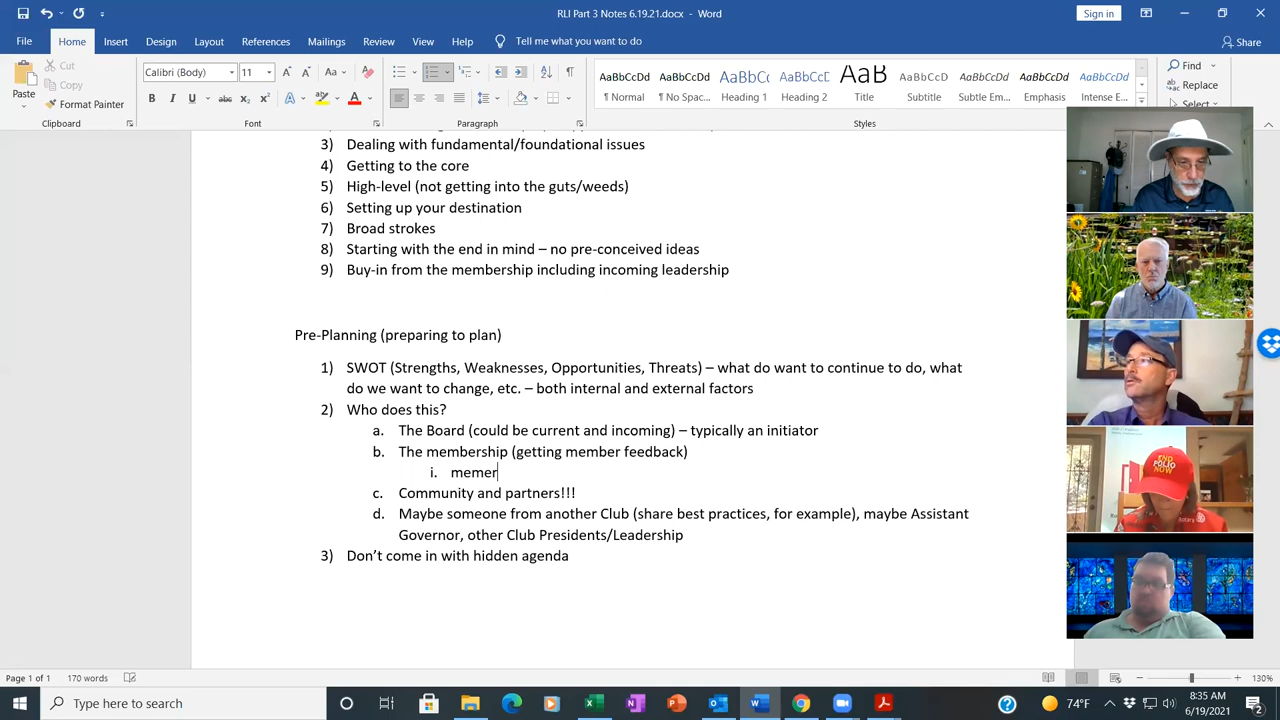 RLI Part 3 Notes 6.19.21.docx - Word
Sign in
File Home Insert Design Layout References Mailings Review View Help Tell me what you want to do Share
Cut
Copy
Paste
Format Painter
Calibri (Body) 11
AaBbCcDd AaBbCcDd AaBbCc AaBbCcD AaB AaBbCcD AaBbCcDd AaBbCcDd AaBbCcDd
¶ Normal ¶ No Spac... Heading 1 Heading 2 Title Subtitle Subtle Em... Emphasis Intense E...
Find
Replace
Select
Clipboard Font Paragraph Styles
3) Dealing with fundamental/foundational issues
4) Getting to the core
5) High-level (not getting into the guts/weeds)
6) Setting up your destination
7) Broad strokes
8) Starting with the end in mind – no pre-conceived ideas
9) Buy-in from the membership including incoming leadership
Pre-Planning (preparing to plan)
1) SWOT (Strengths, Weaknesses, Opportunities, Threats) – what do want to continue to do, what
do we want to change, etc. – both internal and external factors
2) Who does this?
a. The Board (could be current and incoming) – typically an initiator
b. The membership (getting member feedback)
i. memer
c. Community and partners!!!
d. Maybe someone from another Club (share best practices, for example), maybe Assistant
Governor, other Club Presidents/Leadership
3) Don’t come in with hidden agenda
END
POLIO
NOW
Rotary
Page 1 of 1 170 words
130%
Type here to search
74°F
8:35 AM
6/19/2021
2